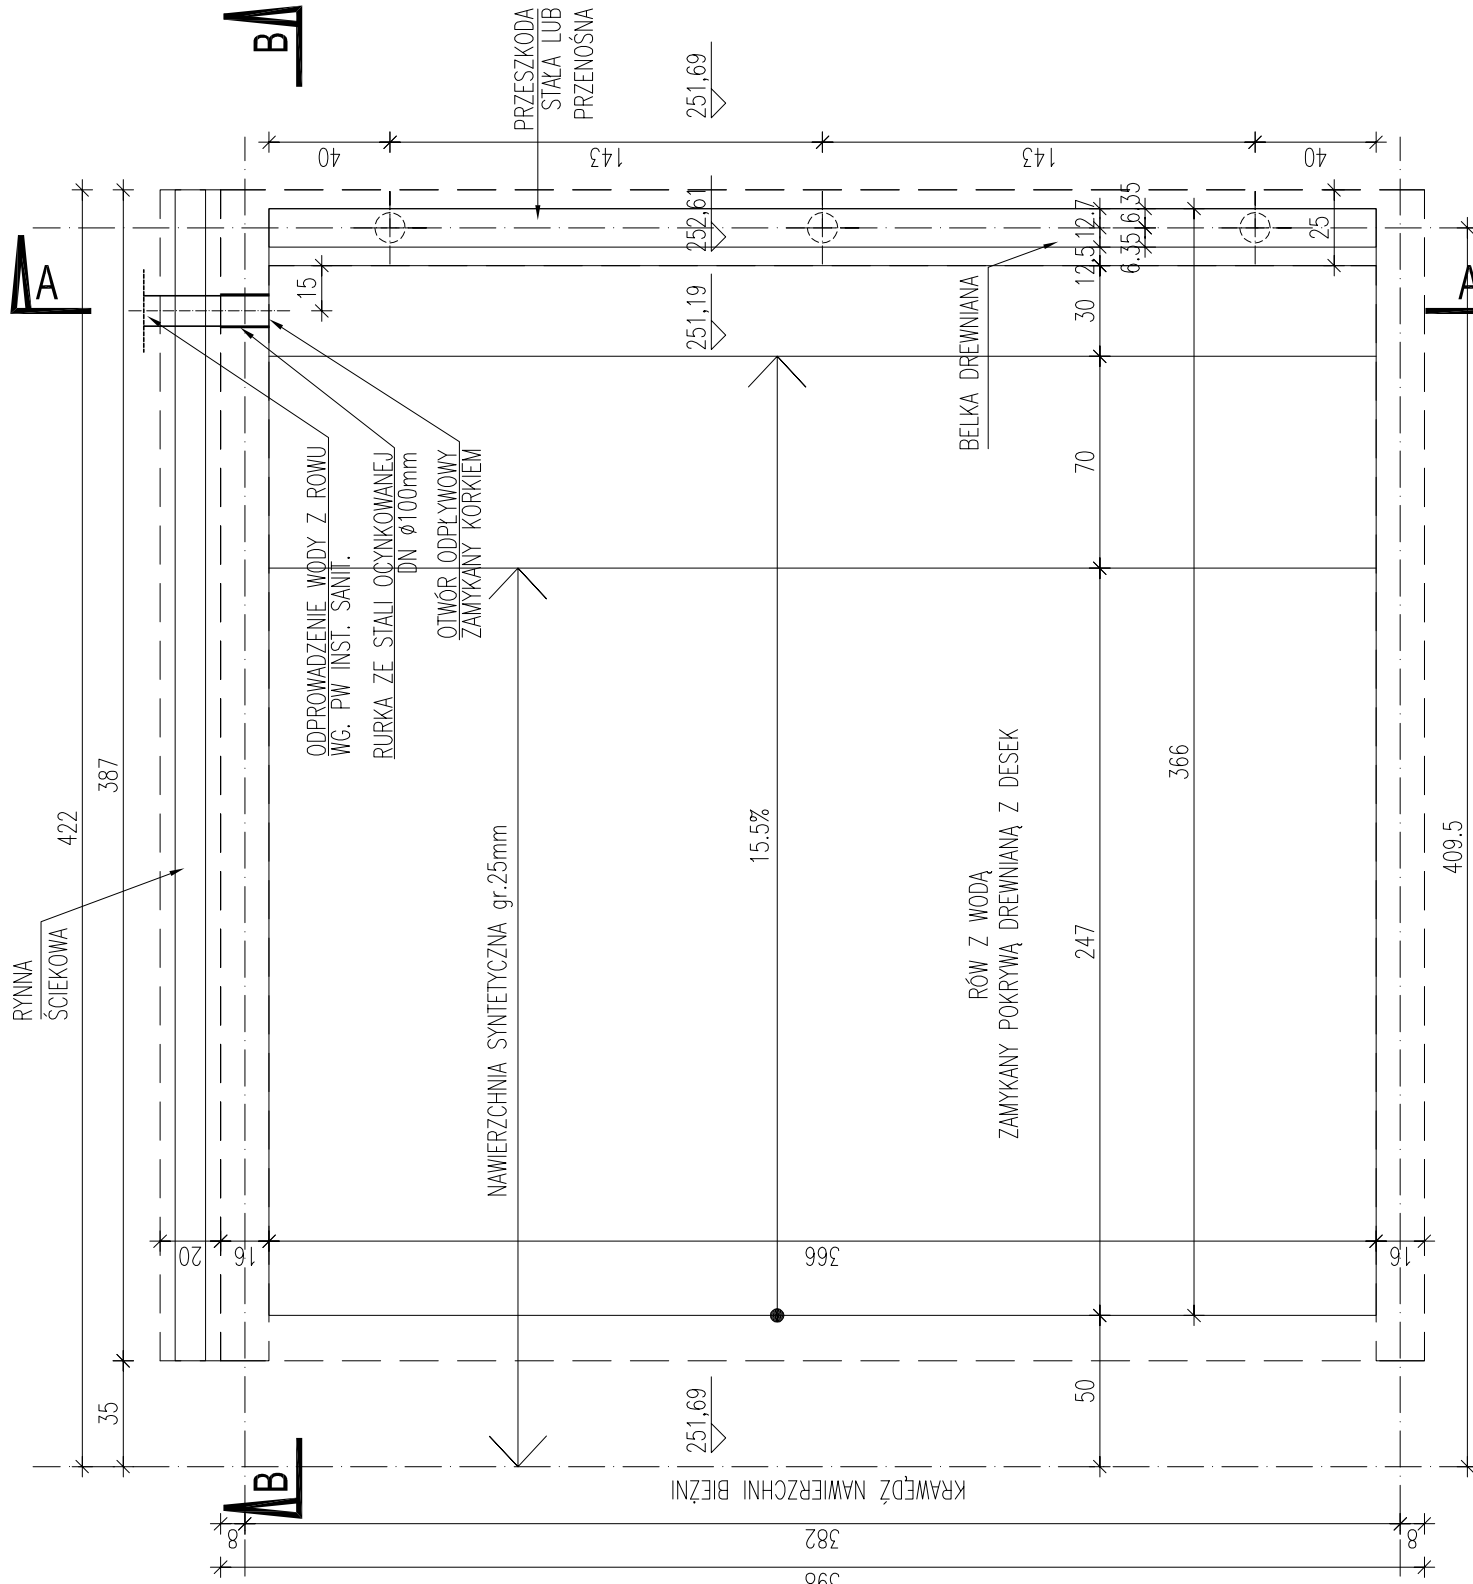 RYNNA
ŚCIEKOWA
422
387
35
A
B
PRZESZKODA
STAŁA LUB
PRZENOŚNA
251,69
40
143
143
40
15
ODPROWADZENIE WODY Z ROWU
WG. PW INST. SANIT.
RURKA ZE STALI OCYNKOWANEJ
DN ø100mm
OTWÓR ODPŁYWOWY
ZAMYKANY KORKIEM
252,61
251,19
BELKA DREWNIANA
30
12,5
12.7
6.35
6.35
25
A
70
NAWIERZCHNIA SYNTETYCZNA gr.25mm
15.5%
RÓW Z WODĄ
ZAMYKANY POKRYWĄ DREWNIANĄ Z DESEK
247
366
409.5
20
16
366
16
50
251,69
B
KRAWĘDŹ NAWIERZCHNI BIEŻNI
8
382
8
398